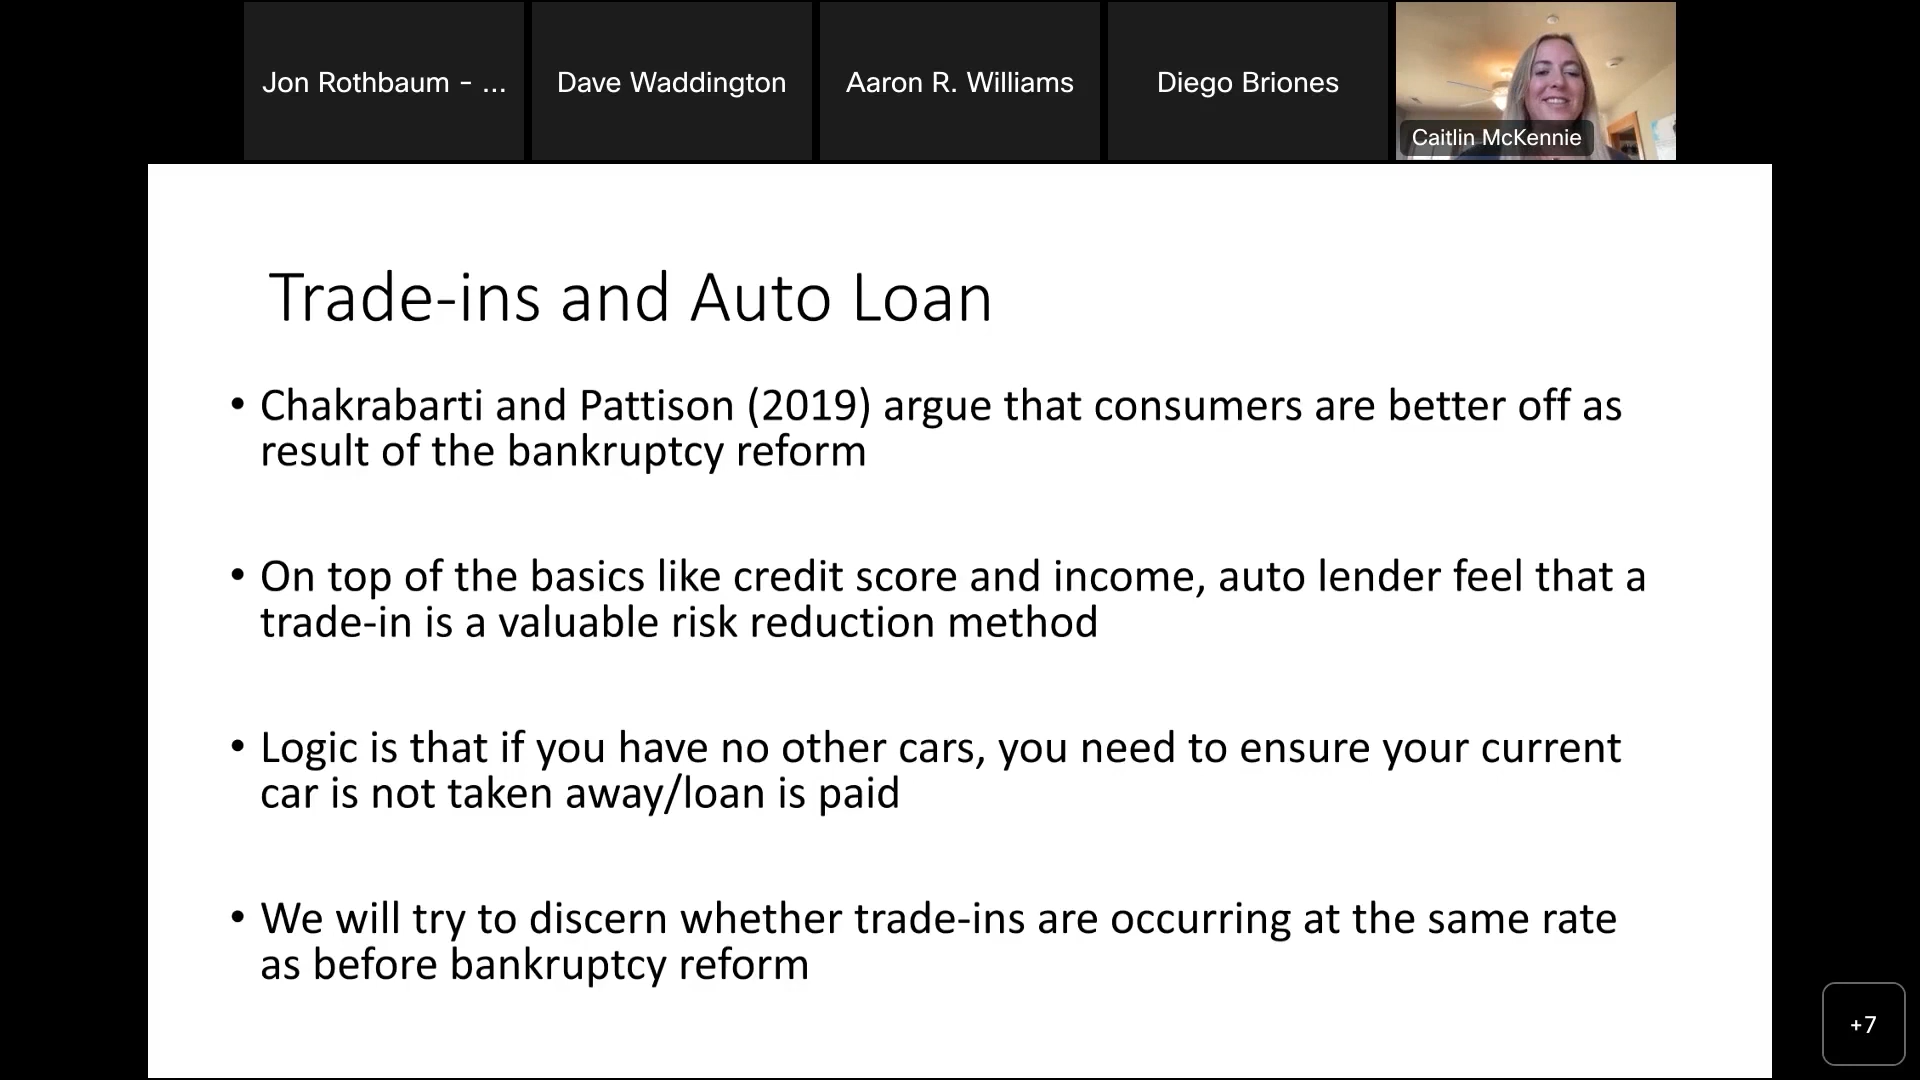 Jon Rothbaum - ...
Dave Waddington
Aaron R. Williams
Diego Briones
Caitlin McKennie
Trade-ins and Auto Loan
• Chakrabarti and Pattison (2019) argue that consumers are better off as
result of the bankruptcy reform
• On top of the basics like credit score and income, auto lender feel that a
trade-in is a valuable risk reduction method
• Logic is that if you have no other cars, you need to ensure your current
car is not taken away/loan is paid
• We will try to discern whether trade-ins are occurring at the same rate
as before bankruptcy reform
+7